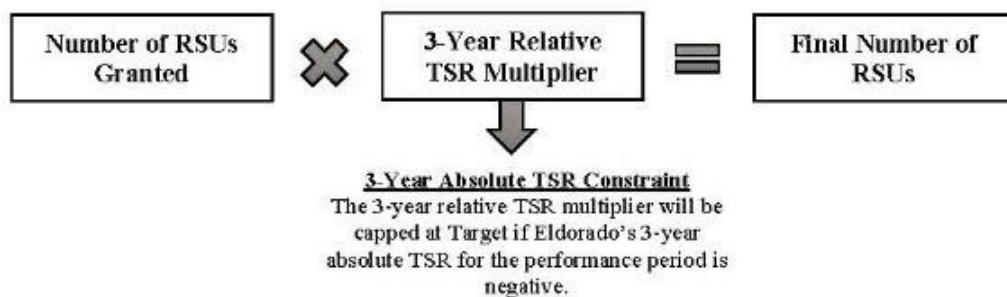 Number of RSUs
Granted
3-Year Relative
TSR Multiplier
Final Number of
RSUs
3-Year Absolute TSR Constraint
The 3-year relative TSR multiplier will be
capped at Target if Eldorado's 3-year
absolute TSR for the performance period is
negative.